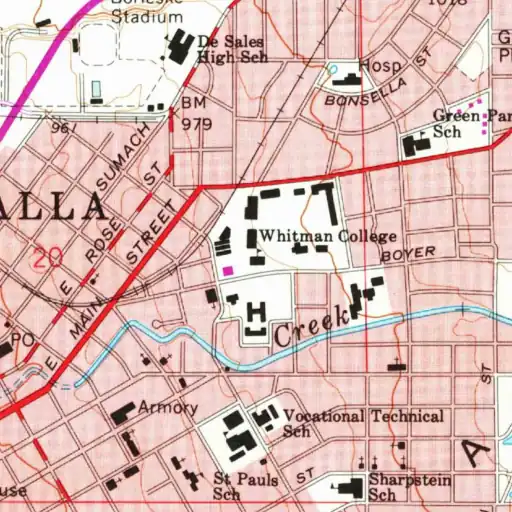 Borleske
Stadium
1018
De Sales
High Sch
Hosp
BONSELLA ST
BM
979
961
Green Par
Sch
SUMACH
ST
E ROSE
ALLA
STREET
MAIN
E
20
Whitman College
BOYER
Creek
PO
ST
Armory
Vocational Technical
Sch
A
St Pauls
Sch
ST
Sharpstein
Sch
use